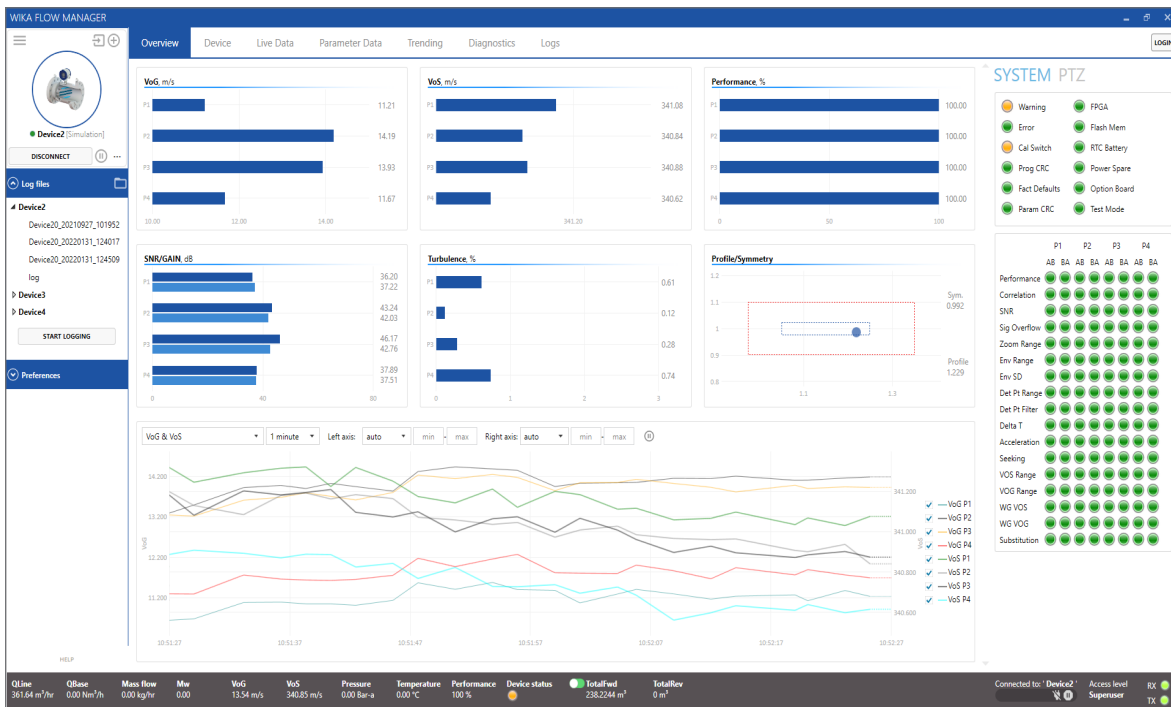 WIKA FLOW MANAGER
Overview Device Live Data Parameter Data Trending Diagnostics Logs
LOGIN
Device2 [Simulation]
DISCONNECT ...
Log files
Device2
Device20_20210927_101952
Device20_20220131_124017
Device20_20220131_124509
log
Device3
Device4
START LOGGING
Preferences
HELP
VoG, m/s
P1 11.21
P2 14.19
P3 13.93
P4 11.67
10.00 12.00 14.00
VoS, m/s
P1 341.08
P2 340.84
P3 340.88
P4 340.62
341.20
Performance, %
P1 100.00
P2 100.00
P3 100.00
P4 100.00
0 50 100
SNR/GAIN, dB
P1 36.20
37.22
P2 43.24
42.03
P3 46.17
42.76
P4 37.89
37.51
0 40 80
Turbulence, %
P1 0.61
P2 0.12
P3 0.28
P4 0.74
0 1 2 3
Profile/Symmetry
1.2
1.1
1
0.9
0.8
1.1 1.3
Sym.
0.992
Profile
1.229
VoG & VoS 1 minute Left axis: auto min - max Right axis: auto min - max
14.200
13.200
12.200
11.200
VoG
341.200
341.000
340.800
340.600
VoS
10:51:27 10:51:37 10:51:47 10:51:57 10:52:07 10:52:17 10:52:27
VoG P1
VoG P2
VoG P3
VoG P4
VoS P1
VoS P2
VoS P3
VoS P4
SYSTEM PTZ
Warning FPGA
Error Flash Mem
Cal Switch RTC Battery
Prog CRC Power Spare
Fact Defaults Option Board
Param CRC Test Mode
P1 P2 P3 P4
AB BA AB BA AB BA AB BA
Performance
Correlation
SNR
Sig Overflow
Zoom Range
Env Range
Env SD
Det Pt Range
Det Pt Filter
Delta T
Acceleration
Seeking
VOS Range
VOG Range
WG VOS
WG VOG
Substitution
QLine QBase Mass flow Mw VoG VoS Pressure Temperature Performance Device status TotalFwd TotalRev
361.64 m³/hr 0.00 Nm³/h 0.00 kg/hr 0.00 13.54 m/s 340.85 m/s 0.00 Bar-a 0.00 °C 100 % 238.2244 m³ 0 m³
Connected to: ' Device2 ' Access level RX
Superuser TX